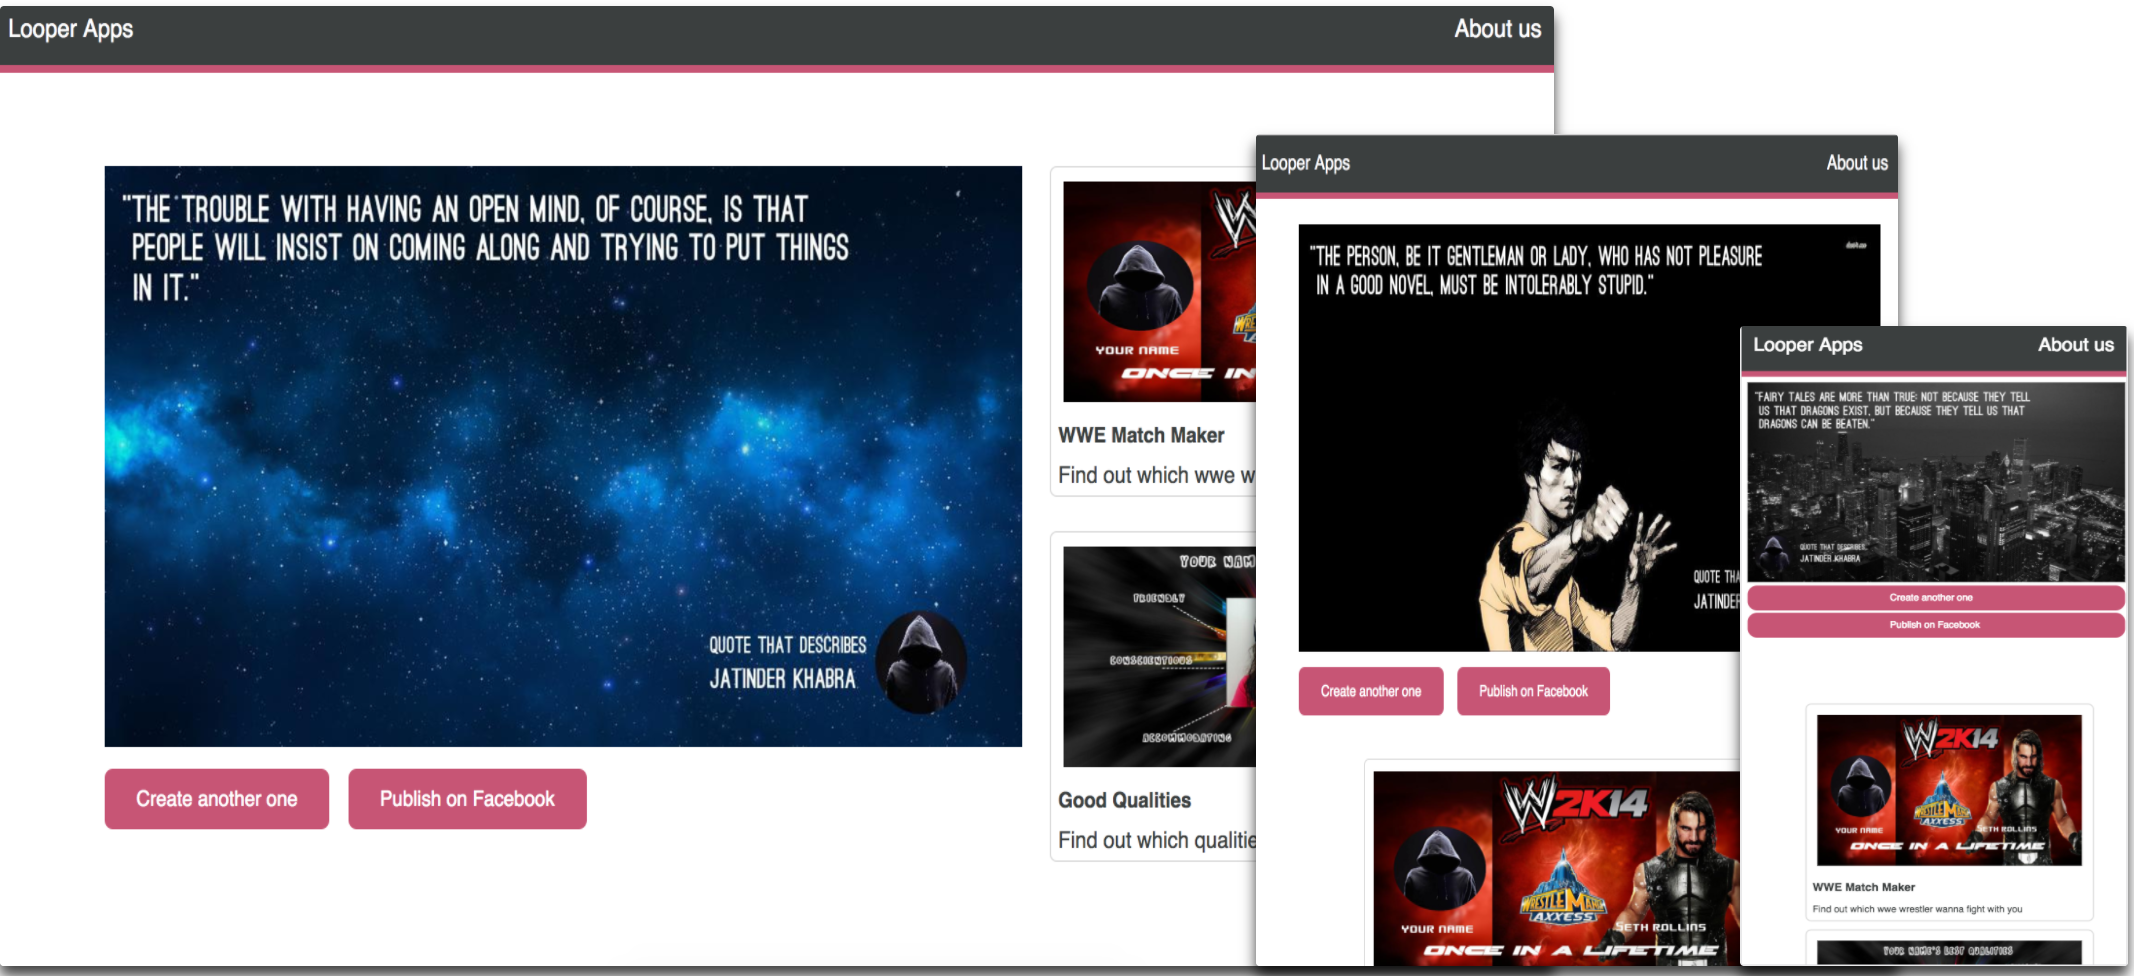 Looper Apps
About us
"THE TROUBLE WITH HAVING AN OPEN MIND, OF COURSE, IS THAT
PEOPLE WILL INSIST ON COMING ALONG AND TRYING TO PUT THINGS
IN IT."
QUOTE THAT DESCRIBES
JATINDER KHABRA
Create another one
Publish on Facebook
W
YOUR NAME
ONCE IN
WWE Match Maker
Find out which wwe w
YOUR NAM
FRIENDLY
CONSCIENTIOUS
ACCOMMODATING
Good Qualities
Find out which qualitie
Looper Apps
About us
"THE PERSON, BE IT GENTLEMAN OR LADY, WHO HAS NOT PLEASURE
IN A GOOD NOVEL, MUST BE INTOLERABLY STUPID."
QUOTE THA
JATINDER
Create another one
Publish on Facebook
W2K14
WRESTLEMANIA
AXXESS
YOUR NAME
SETH ROLLINS
ONCE IN A LIFETIME
Looper Apps
About us
"FAIRY TALES ARE MORE THAN TRUE: NOT BECAUSE THEY TELL
US THAT DRAGONS EXIST, BUT BECAUSE THEY TELL US THAT
DRAGONS CAN BE BEATEN."
QUOTE THAT DESCRIBES
JATINDER KHABRA
Create another one
Publish on Facebook
W2K14
WRESTLEMANIA
AXXESS
YOUR NAME
SETH ROLLINS
ONCE IN A LIFETIME
WWE Match Maker
Find out which wwe wrestler wanna fight with you
YOUR NAME'S BEST QUALITIES